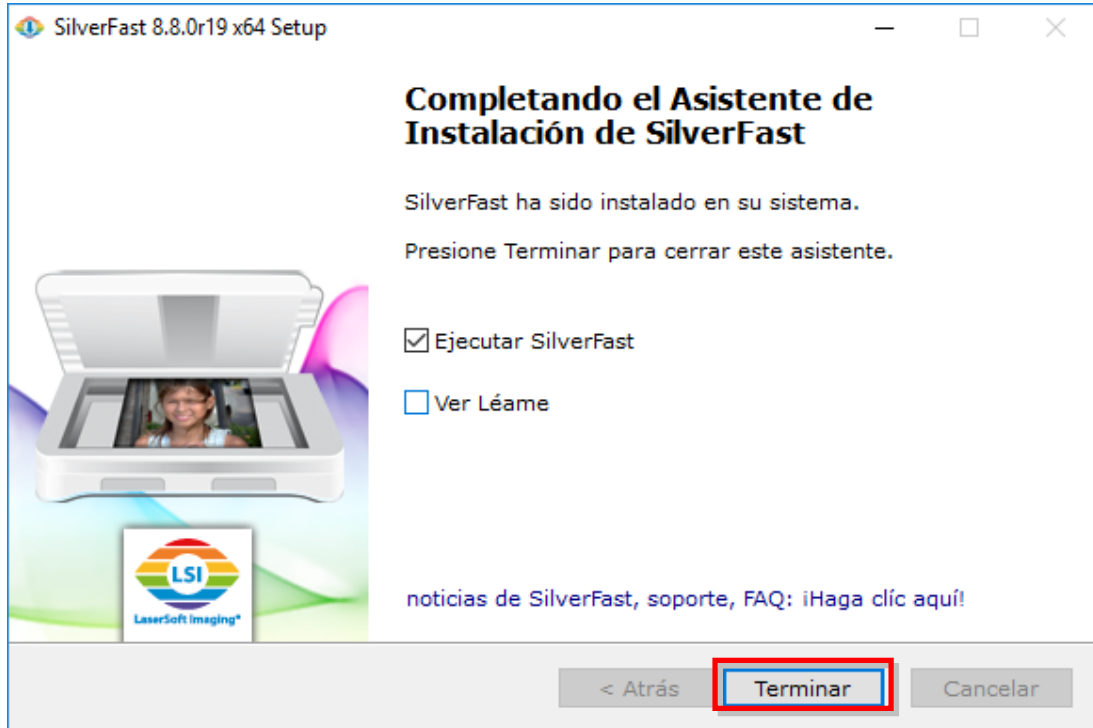 SilverFast 8.8.0r19 x64 Setup
Completando el Asistente de
Instalación de SilverFast
SilverFast ha sido instalado en su sistema.
Presione Terminar para cerrar este asistente.
Ejecutar SilverFast
Ver Léame
LSI
LaserSoft Imaging®
noticias de SilverFast, soporte, FAQ: ¡Haga clíc aquí!
< Atrás
Terminar
Cancelar